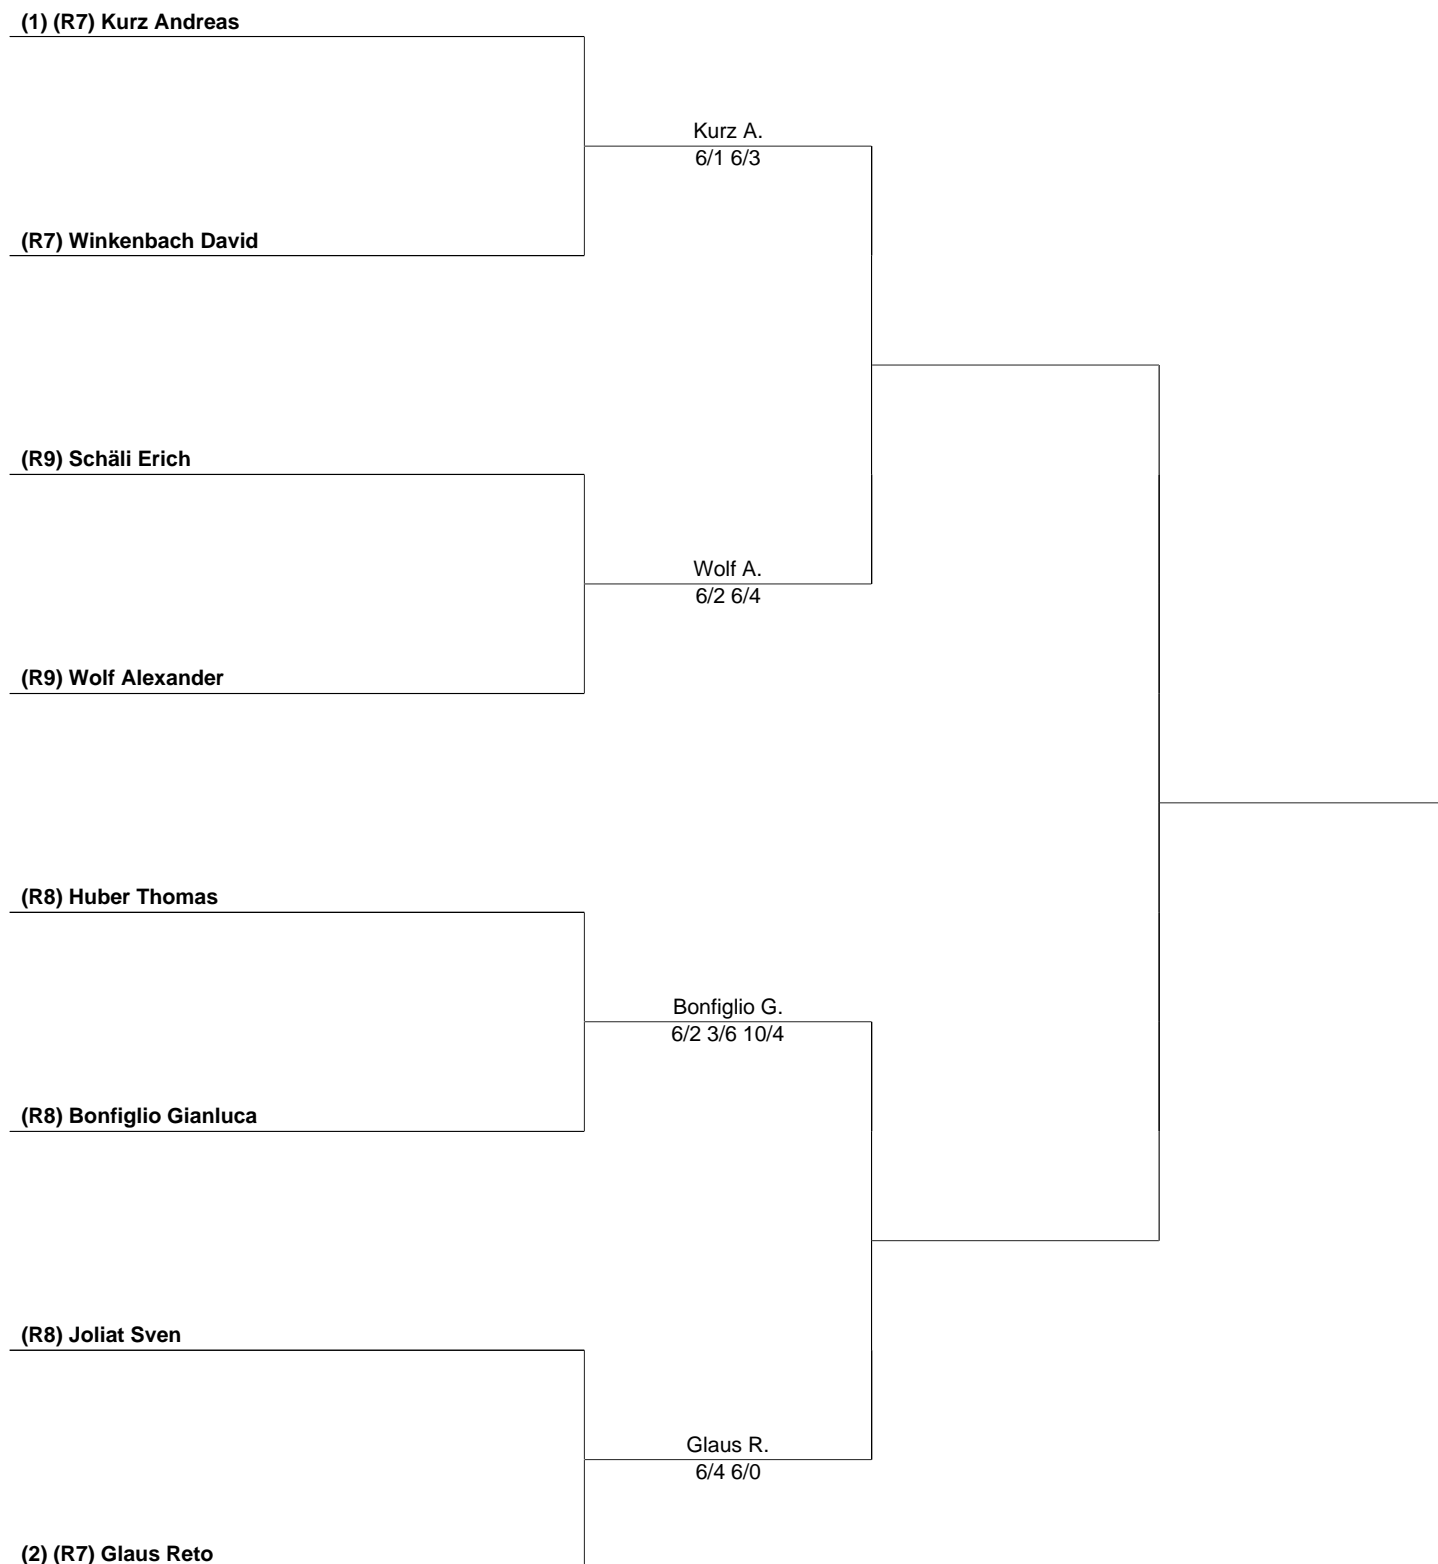 (1) (R7) Kurz Andreas
Kurz A.
6/1 6/3
(R7) Winkenbach David
(R9) Schäli Erich
Wolf A.
6/2 6/4
(R9) Wolf Alexander
(R8) Huber Thomas
Bonfiglio G.
6/2 3/6 10/4
(R8) Bonfiglio Gianluca
(R8) Joliat Sven
Glaus R.
6/4 6/0
(2) (R7) Glaus Reto